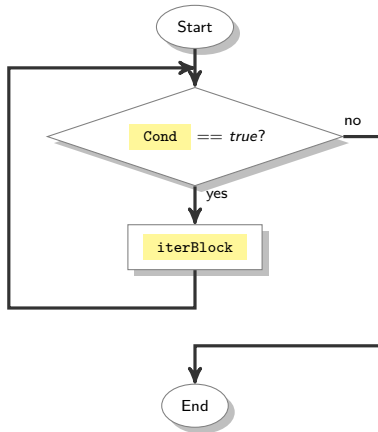 Start
Cond == true?
no
yes
iterBlock
End